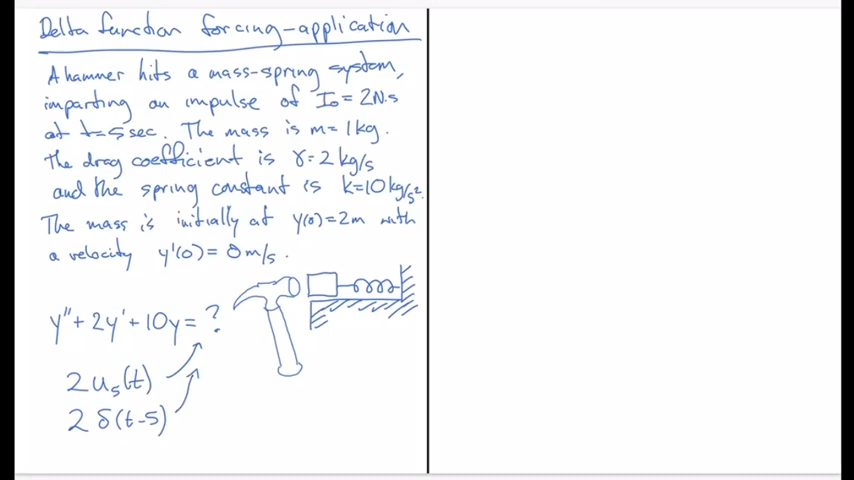 Delta function forcing-application
A hammer hits a mass-spring system,
imparting an impulse of I₀ = 2N.s
at t=5 sec. The mass is m= 1kg.
The drag coefficient is γ= 2 kg/s
and the spring constant is k=10 kg/s².
The mass is initially at y(0)=2m with
a velocity y'(0)= 0m/s.
y''+2y'+10y= ?
2u₅(t)
2 δ(t-5)